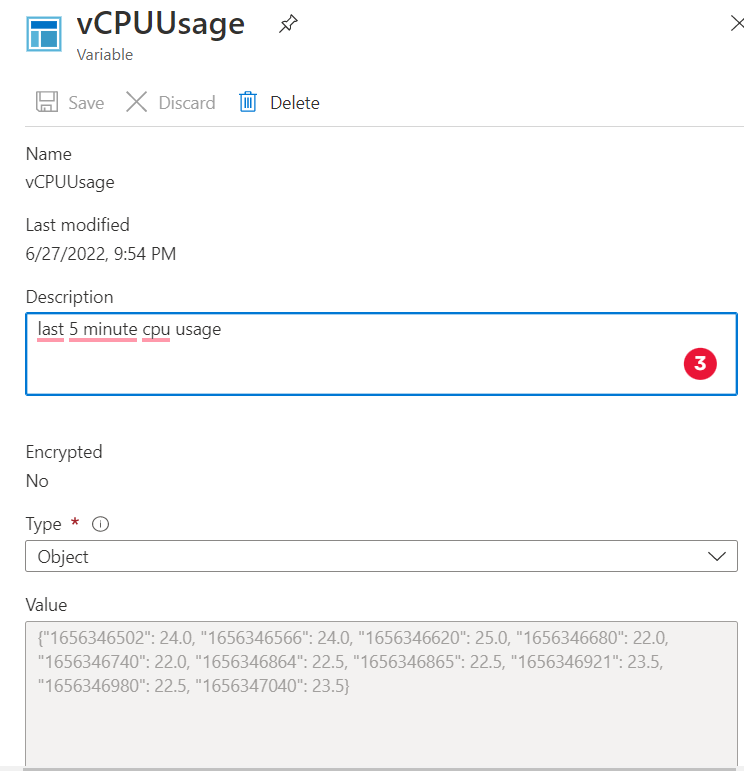 vCPUUsage
Variable
Save Discard Delete
Name
vCPUUsage
Last modified
6/27/2022, 9:54 PM
Description
last 5 minute cpu usage
3
Encrypted
No
Type *
Object
Value
{"1656346502": 24.0, "1656346566": 24.0, "1656346620": 25.0, "1656346680": 22.0,
"1656346740": 22.0, "1656346864": 22.5, "1656346865": 22.5, "1656346921": 23.5,
"1656346980": 22.5, "1656347040": 23.5}